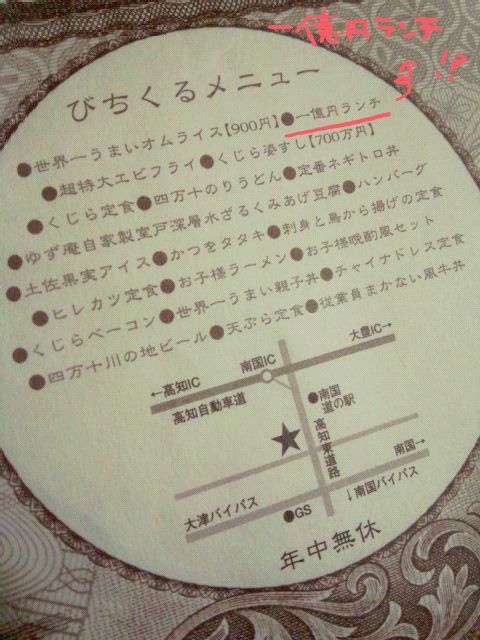 一億円ランチ
す!?
びちくるメニュー
●世界一うまいオムライス【900円】●一億円ランチ
●超特大エビフライ●くじら姿すし【700万円】
●くじら定食●四万十のりうどん●定番ネギトロ丼
●ゆず庵自家製室戸深層水ざるくみあげ豆腐●ハンバーグ
●土佐果実アイス●かつをタタキ●刺身と鳥から揚げの定食
●ヒレカツ定食●お子様ラーメン●お子様晩酌風セット
●くじらベーコン●世界一うまい親子丼●チャイナドレス定食
●四万十川の地ビール●天ぷら定食●従業員まかない風牛丼
大豊IC→
南国IC
←高知IC
高知自動車道
●南国
道の駅
高知東道路
南国→
大津バイパス
↓南国バイパス
●GS
年中無休